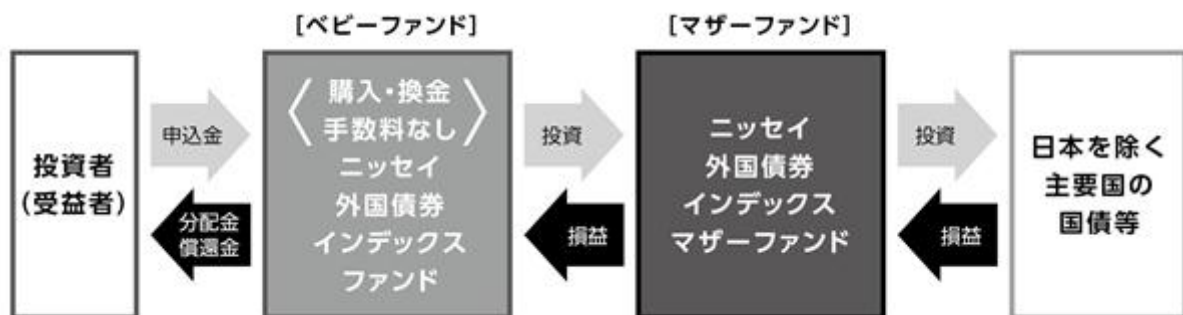 [ベビーファンド]
[マザーファンド]
投資者
(受益者)
申込金
分配金
償還金
〈購入・換金
手数料なし〉
ニッセイ
外国債券
インデックス
ファンド
投資
損益
ニッセイ
外国債券
インデックス
マザーファンド
投資
損益
日本を除く
主要国の
国債等